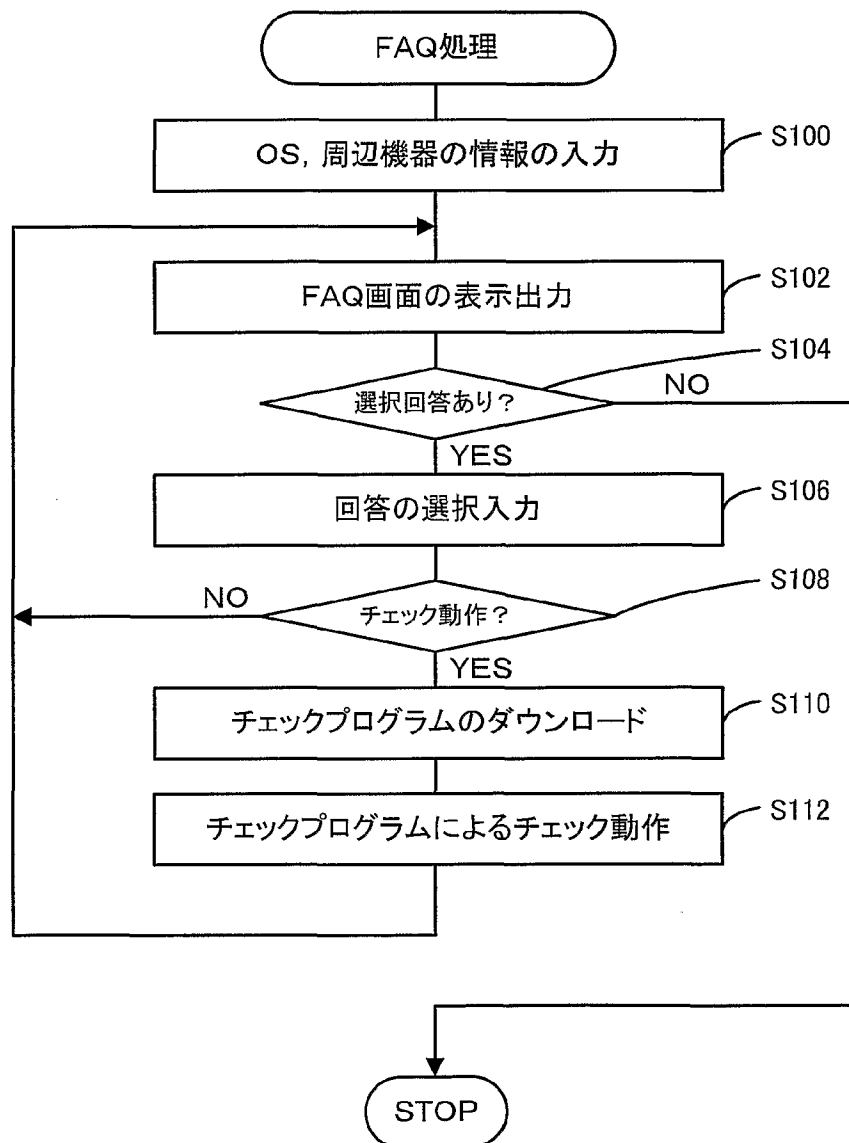 FAQ処理
OS, 周辺機器の情報の入力
S100
FAQ画面の表示出力
S102
S104
選択回答あり?
NO
YES
回答の選択入力
S106
S108
NO
チェック動作?
YES
チェックプログラムのダウンロード
S110
チェックプログラムによるチェック動作
S112
STOP